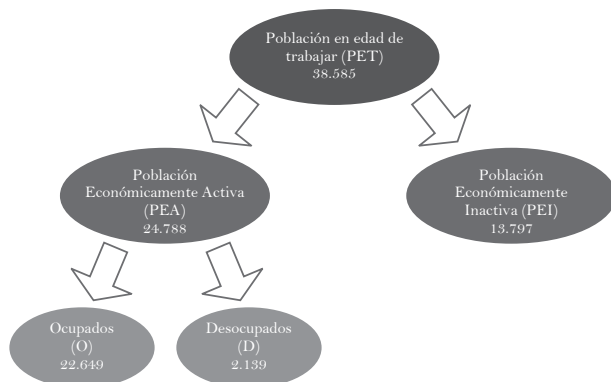 Población en edad de
trabajar (PET)
38.585
Población
Económicamente Activa
(PEA)
24.788
Población
Económicamente
Inactiva (PEI)
13.797
Ocupados
(O)
22.649
Desocupados
(D)
2.139